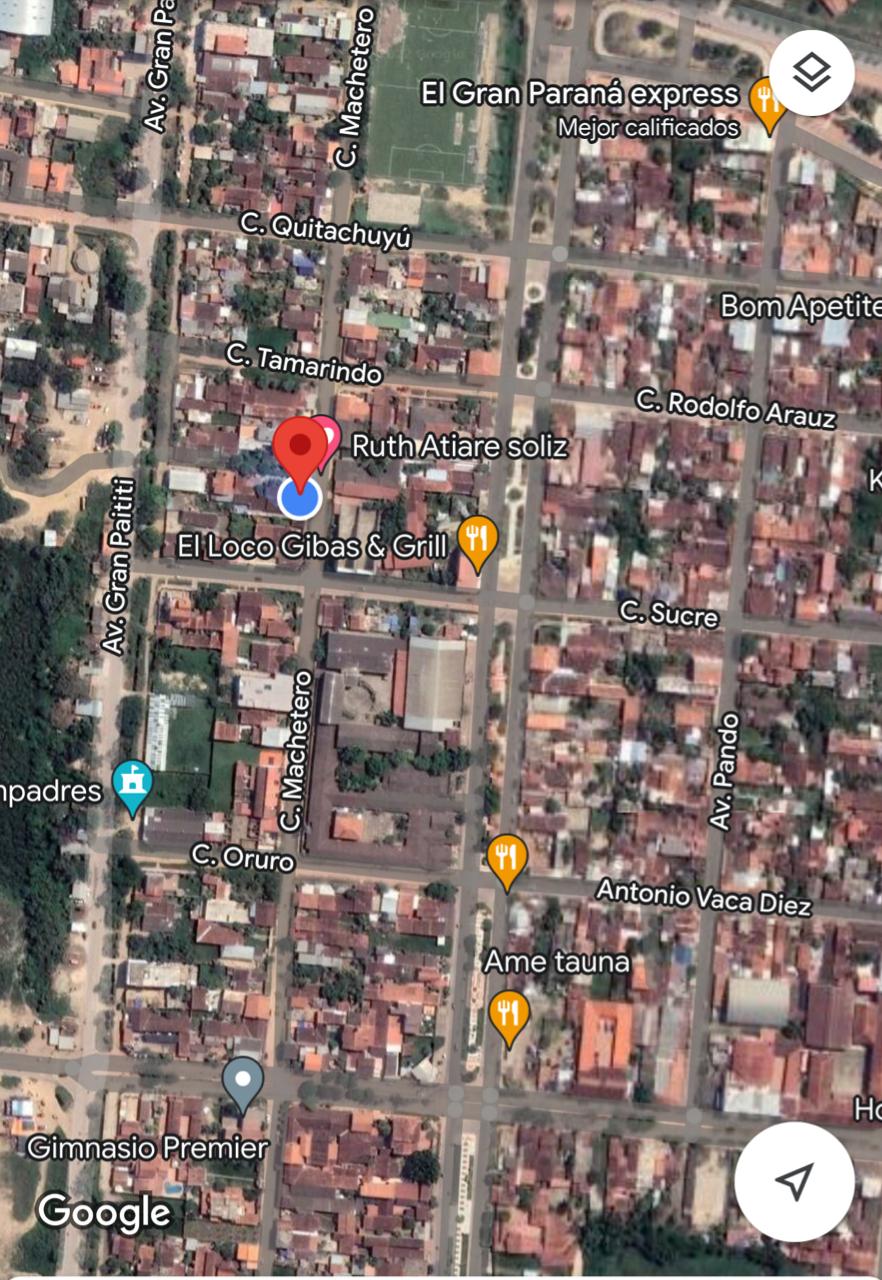 Av. Gran Pa
C. Machetero
El Gran Paraná express
Mejor calificados
C. Quitachuyú
Bom Apetite
C. Tamarindo
C. Rodolfo Arauz
Ruth Atiare soliz
K
Av. Gran Paititi
El Loco Gibas & Grill
C. Sucre
C. Machetero
Av. Pando
npadres
C. Oruro
Antonio Vaca Diez
Ame tauna
Ho
Gimnasio Premier
Google